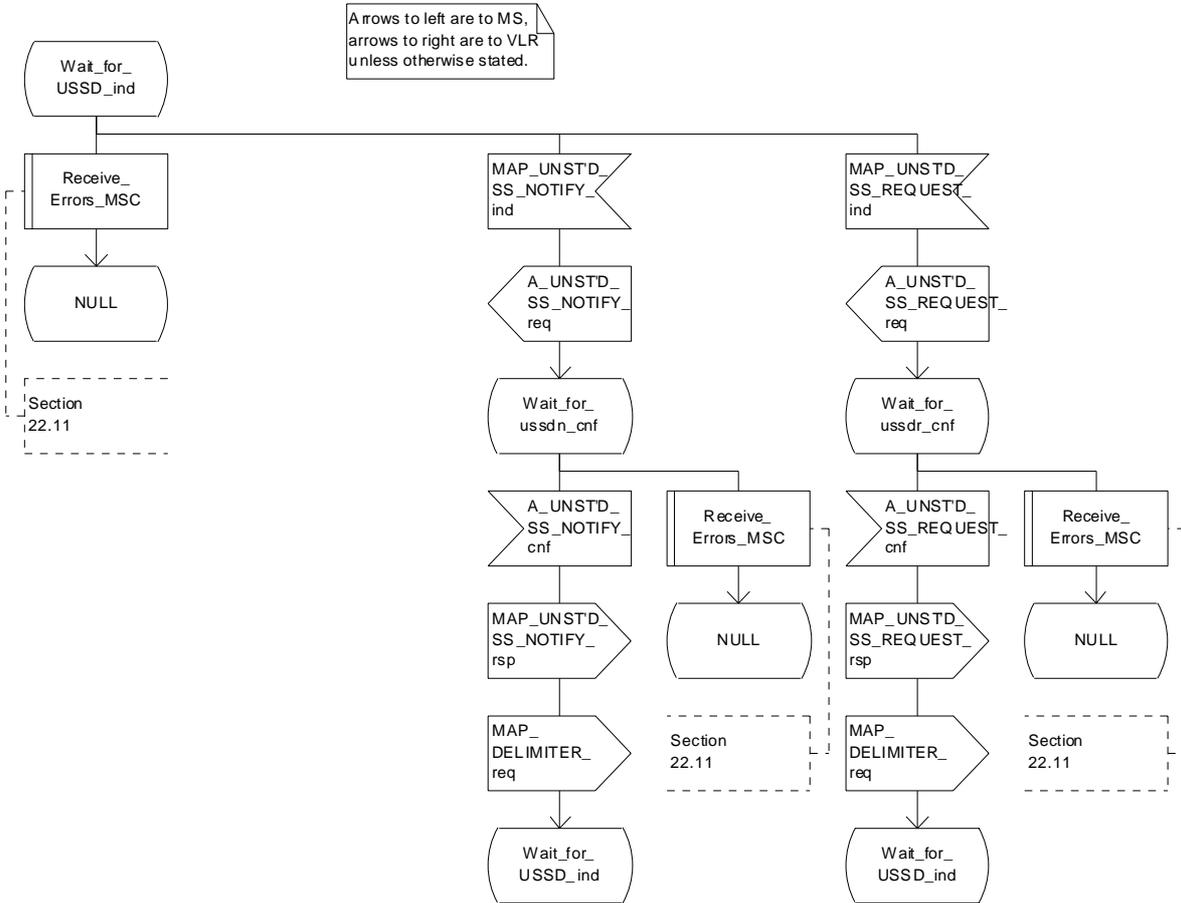 Arrows to left are to MS,
arrows to right are to VLR
unless otherwise stated.
Wait_for_
USSD_ind
Receive_
Errors_MSC
MAP_UNST'D_
SS_NOTIFY_
ind
MAP_UNST'D_
SS_REQUEST_
ind
NULL
A_UNST'D_
SS_NOTIFY_
req
A_UNST'D_
SS_REQUEST_
req
Section
22.11
Wait_for_
ussdn_cnf
Wait_for_
ussdr_cnf
A_UNST'D_
SS_NOTIFY_
cnf
Receive_
Errors_MSC
A_UNST'D_
SS_REQUEST_
cnf
Receive_
Errors_MSC
MAP_UNST'D_
SS_NOTIFY_
rsp
NULL
MAP_UNST'D_
SS_REQUEST_
rsp
NULL
MAP_
DELIMITER_
req
Section
22.11
MAP_
DELIMITER_
req
Section
22.11
Wait_for_
USSD_ind
Wait_for_
USSD_ind